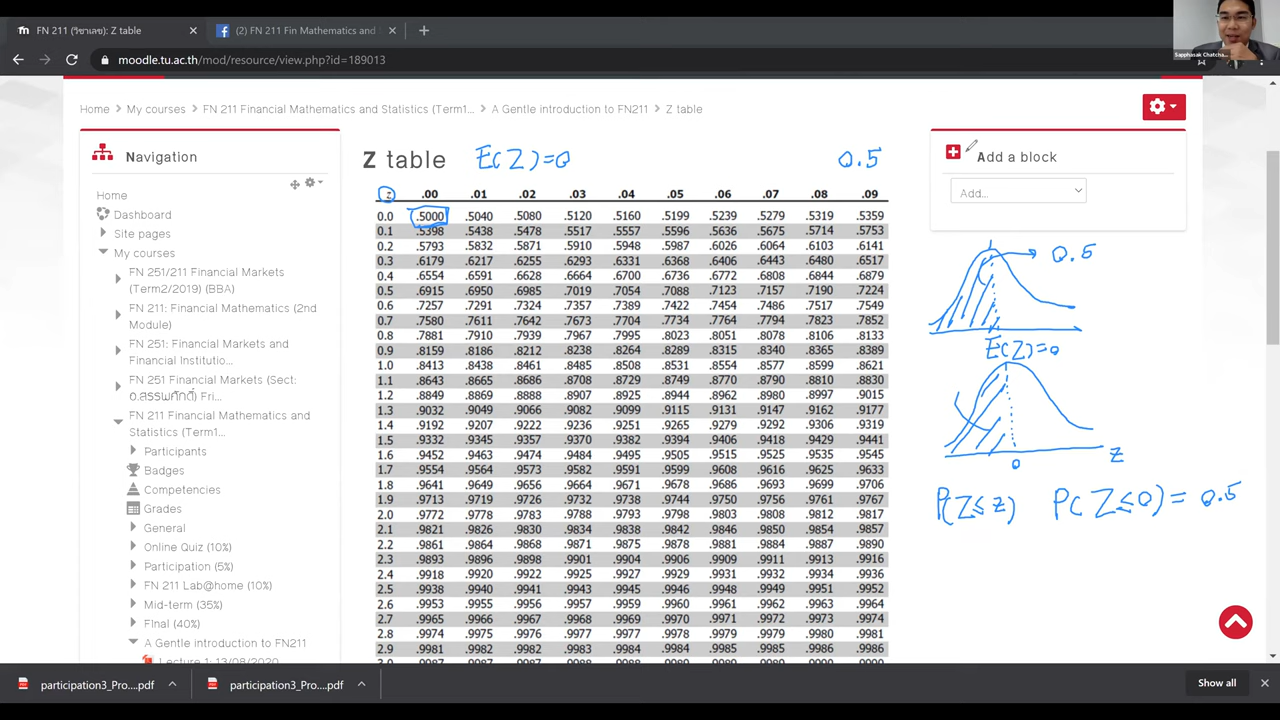 FN 211 (วิชาเลข): Z table
(2) FN 211 Fin Mathematics and
moodle.tu.ac.th/mod/resource/view.php?id=189013
Sapphasak Chatcha...
Home > My courses > FN 211 Financial Mathematics and Statistics (Term1... > A Gentle introduction to FN211 > Z table
Navigation
Home
Dashboard
Site pages
My courses
FN 251/211 Financial Markets
(Term2/2019) (BBA)
FN 211: Financial Mathematics (2nd
Module)
FN 251: Financial Markets and
Financial Institutio...
FN 251 Financial Markets (Sect:
อ.สรรพศักดิ์ Fri...
FN 211 Financial Mathematics and
Statistics (Term1...
Participants
Badges
Competencies
Grades
General
Online Quiz (10%)
Participation (5%)
FN 211 Lab@home (10%)
Mid-term (35%)
FInal (40%)
A Gentle introduction to FN211
Lecture 1: 13/08/2020
Z table E(Z)=0 0.5
z .00 .01 .02 .03 .04 .05 .06 .07 .08 .09
0.0 .5000 .5040 .5080 .5120 .5160 .5199 .5239 .5279 .5319 .5359
0.1 .5398 .5438 .5478 .5517 .5557 .5596 .5636 .5675 .5714 .5753
0.2 .5793 .5832 .5871 .5910 .5948 .5987 .6026 .6064 .6103 .6141
0.3 .6179 .6217 .6255 .6293 .6331 .6368 .6406 .6443 .6480 .6517
0.4 .6554 .6591 .6628 .6664 .6700 .6736 .6772 .6808 .6844 .6879
0.5 .6915 .6950 .6985 .7019 .7054 .7088 .7123 .7157 .7190 .7224
0.6 .7257 .7291 .7324 .7357 .7389 .7422 .7454 .7486 .7517 .7549
0.7 .7580 .7611 .7642 .7673 .7704 .7734 .7764 .7794 .7823 .7852
0.8 .7881 .7910 .7939 .7967 .7995 .8023 .8051 .8078 .8106 .8133
0.9 .8159 .8186 .8212 .8238 .8264 .8289 .8315 .8340 .8365 .8389
1.0 .8413 .8438 .8461 .8485 .8508 .8531 .8554 .8577 .8599 .8621
1.1 .8643 .8665 .8686 .8708 .8729 .8749 .8770 .8790 .8810 .8830
1.2 .8849 .8869 .8888 .8907 .8925 .8944 .8962 .8980 .8997 .9015
1.3 .9032 .9049 .9066 .9082 .9099 .9115 .9131 .9147 .9162 .9177
1.4 .9192 .9207 .9222 .9236 .9251 .9265 .9279 .9292 .9306 .9319
1.5 .9332 .9345 .9357 .9370 .9382 .9394 .9406 .9418 .9429 .9441
1.6 .9452 .9463 .9474 .9484 .9495 .9505 .9515 .9525 .9535 .9545
1.7 .9554 .9564 .9573 .9582 .9591 .9599 .9608 .9616 .9625 .9633
1.8 .9641 .9649 .9656 .9664 .9671 .9678 .9686 .9693 .9699 .9706
1.9 .9713 .9719 .9726 .9732 .9738 .9744 .9750 .9756 .9761 .9767
2.0 .9772 .9778 .9783 .9788 .9793 .9798 .9803 .9808 .9812 .9817
2.1 .9821 .9826 .9830 .9834 .9838 .9842 .9846 .9850 .9854 .9857
2.2 .9861 .9864 .9868 .9871 .9875 .9878 .9881 .9884 .9887 .9890
2.3 .9893 .9896 .9898 .9901 .9904 .9906 .9909 .9911 .9913 .9916
2.4 .9918 .9920 .9922 .9925 .9927 .9929 .9931 .9932 .9934 .9936
2.5 .9938 .9940 .9941 .9943 .9945 .9946 .9948 .9949 .9951 .9952
2.6 .9953 .9955 .9956 .9957 .9959 .9960 .9961 .9962 .9963 .9964
2.7 .9965 .9966 .9967 .9968 .9969 .9970 .9971 .9972 .9973 .9974
2.8 .9974 .9975 .9976 .9977 .9977 .9978 .9979 .9979 .9980 .9981
2.9 .9981 .9982 .9982 .9983 .9984 .9984 .9985 .9985 .9986 .9986
Add a block
Add...
0.5
E(Z)=0
0 Z
P(Z≤z) P(Z≤0)=0.5
participation3_Pro....pdf
participation3_Pro....pdf
Show all